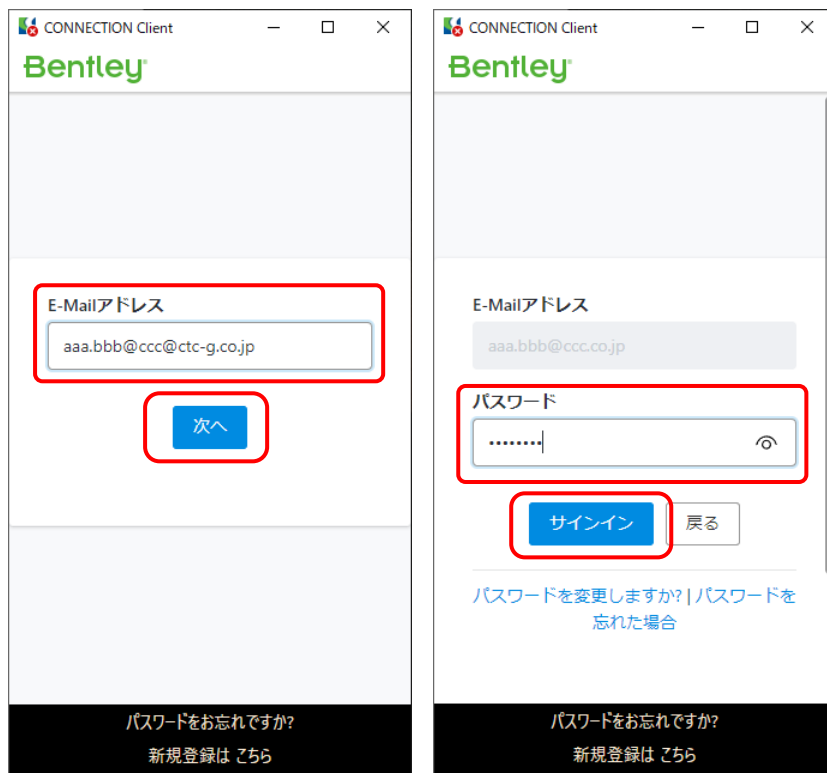 CONNECTION Client
Bentley
E-Mailアドレス
aaa.bbb@ccc@ctc-g.co.jp
次へ
パスワードをお忘れですか?
新規登録は こちら
CONNECTION Client
Bentley
E-Mailアドレス
aaa.bbb@ccc.co.jp
パスワード
••••••••
サインイン
戻る
パスワードを変更しますか? | パスワードを
忘れた場合
パスワードをお忘れですか?
新規登録は こちら